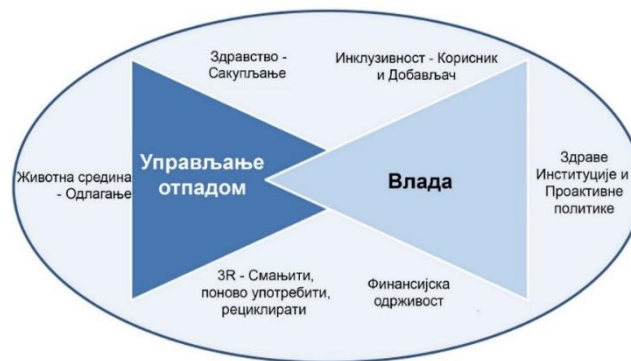 Здравство -
Сакупљање
Инклузивност - Корисник
и Добављач
Животна средина
- Одлагање
Управљање
отпадом
Влада
Здраве
Институције и
Проактивне
политике
3R - Смањити,
поново употребити,
рециклирати
Финансијска
одрживост